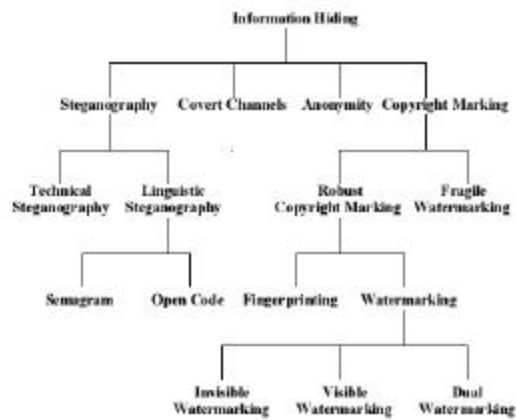 Information Hiding
Steganography Covert Channels Anonymity Copyright Marking
Technical
Steganography
Linguistic
Steganography
Robust
Copyright Marking
Fragile
Watermarking
Semagram Open Code Fingerprinting Watermarking
Invisible
Watermarking
Visible
Watermarking
Dual
Watermarking